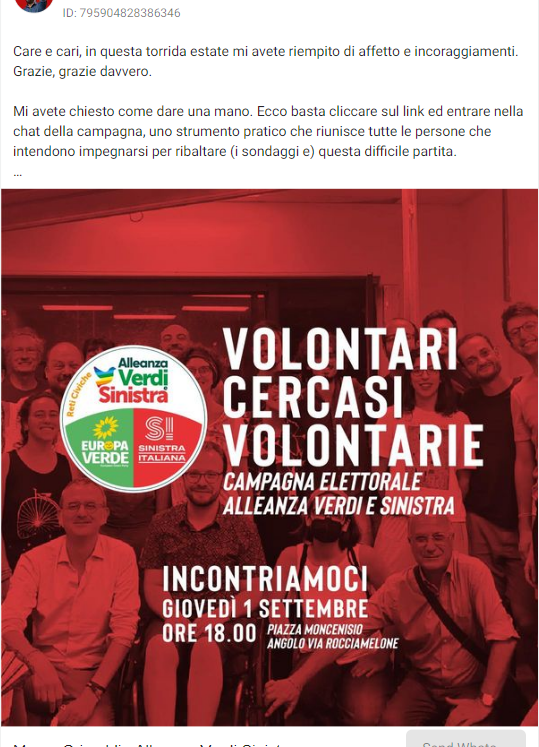 ID: 795904828386346
Care e cari, in questa torrida estate mi avete riempito di affetto e incoraggiamenti.
Grazie, grazie davvero.
Mi avete chiesto come dare una mano. Ecco basta cliccare sul link ed entrare nella
chat della campagna, uno strumento pratico che riunisce tutte le persone che
intendono impegnarsi per ribaltare (i sondaggi e) questa difficile partita.
...
VOLONTARI
CERCASI
VOLONTARIE
CAMPAGNA ELETTORALE
ALLEANZA VERDI E SINISTRA
Reti Civiche
Alleanza
Verdi
Sinistra
EUROPA
VERDE
SI
SINISTRA
ITALIANA
INCONTRIAMOCI
GIOVEDÌ 1 SETTEMBRE
ORE 18.00
PIAZZA MONCENISIO
ANGOLO VIA ROCCIAMELONE